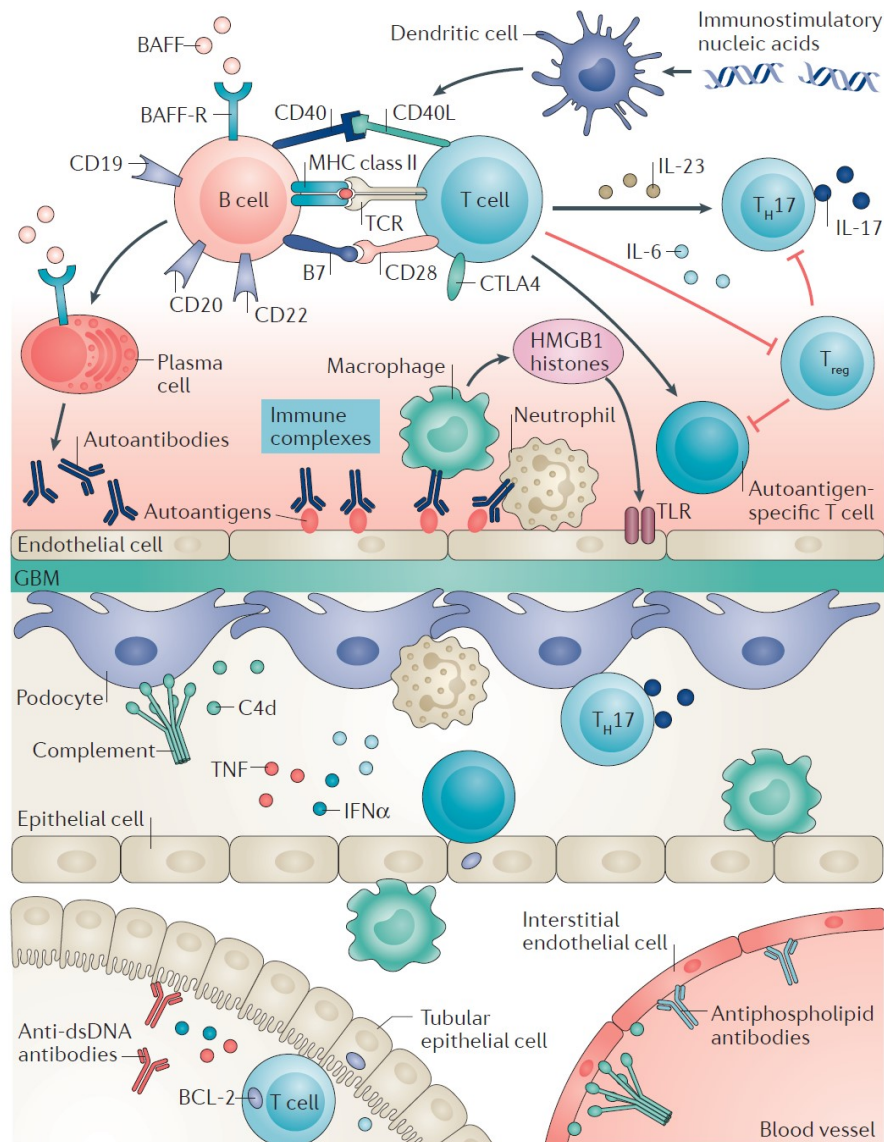 BAFF
Dendritic cell
Immunostimulatory
nucleic acids
BAFF-R
CD40
CD40L
CD19
MHC class II
B cell
T cell
TCR
IL-23
T_H17
IL-17
IL-6
B7
CD28
CTLA4
CD20
CD22
Plasma
cell
Macrophage
HMGB1
histones
T_reg
Neutrophil
Immune
complexes
Autoantibodies
Autoantigens
TLR
Autoantigen-
specific T cell
Endothelial cell
GBM
Podocyte
C4d
Complement
T_H17
TNF
IFNα
Epithelial cell
Interstitial
endothelial cell
Tubular
epithelial cell
Antiphospholipid
antibodies
Anti-dsDNA
antibodies
BCL-2
T cell
Blood vessel